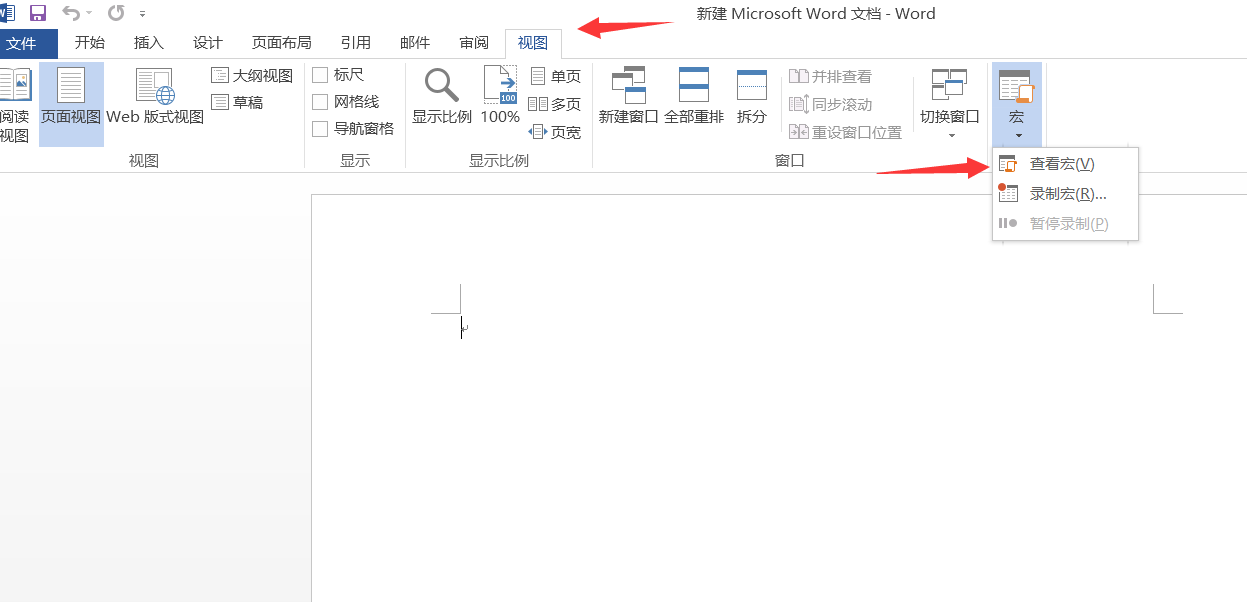 新建 Microsoft Word 文档 - Word
文件 开始 插入 设计 页面布局 引用 邮件 审阅 视图
阅读视图
页面视图
Web 版式视图
大纲视图
草稿
视图
标尺
网格线
导航窗格
显示
显示比例
100
100%
单页
多页
页宽
显示比例
新建窗口
全部重排
拆分
并排查看
同步滚动
重设窗口位置
切换窗口
窗口
宏
查看宏(V)
录制宏(R)...
暂停录制(P)